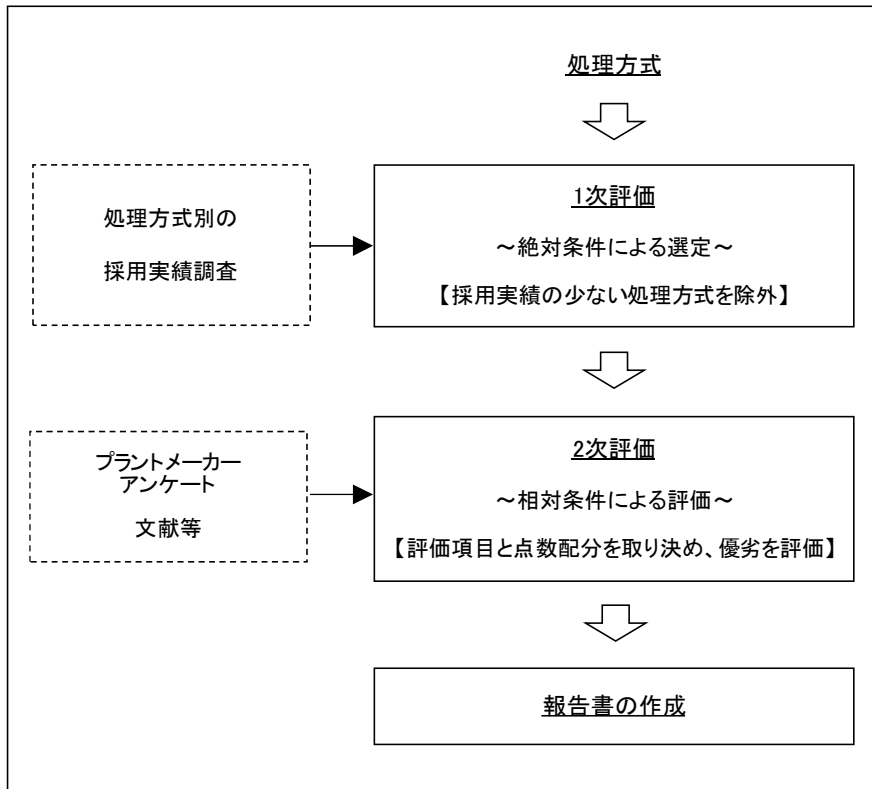 処理方式
処理方式別の
採用実績調査
1次評価
～絶対条件による選定～
【採用実績の少ない処理方式を除外】
プラントメーカー
アンケート
文献等
2次評価
～相対条件による評価～
【評価項目と点数配分を取り決め、優劣を評価】
報告書の作成